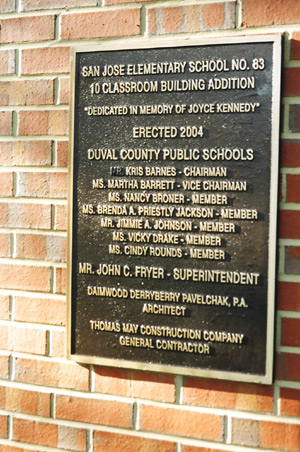 SAN JOSE ELEMENTARY SCHOOL NO. 83
10 CLASSROOM BUILDING ADDITION
"DEDICATED IN MEMORY OF JOYCE KENNEDY"
ERECTED 2004
DUVAL COUNTY PUBLIC SCHOOLS
MR. KRIS BARNES - CHAIRMAN
MS. MARTHA BARRETT - VICE CHAIRMAN
MS. NANCY BRONER - MEMBER
MS. BRENDA A. PRIESTLY JACKSON - MEMBER
MR. JIMMIE A. JOHNSON - MEMBER
MS. VICKY DRAKE - MEMBER
MS. CINDY ROUNDS - MEMBER
MR. JOHN C. FRYER - SUPERINTENDENT
DAIMWOOD DERRYBERRY PAVELCHAK, P.A.
ARCHITECT
THOMAS MAY CONSTRUCTION COMPANY
GENERAL CONTRACTOR